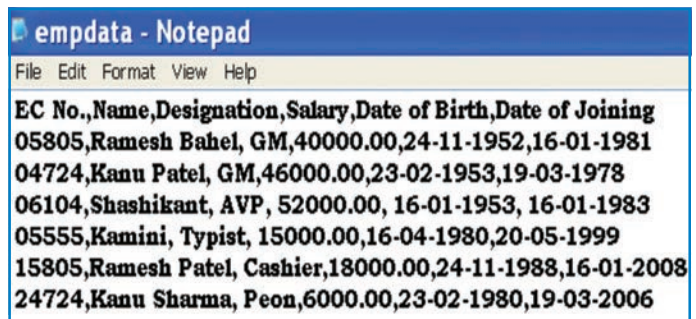 empdata - Notepad
File Edit Format View Help
EC No.,Name,Designation,Salary,Date of Birth,Date of Joining
05805,Ramesh Bahel, GM,40000.00,24-11-1952,16-01-1981
04724,Kanu Patel, GM,46000.00,23-02-1953,19-03-1978
06104,Shashikant, AVP, 52000.00, 16-01-1953, 16-01-1983
05555,Kamini, Typist, 15000.00,16-04-1980,20-05-1999
15805,Ramesh Patel, Cashier,18000.00,24-11-1988,16-01-2008
24724,Kanu Sharma, Peon,6000.00,23-02-1980,19-03-2006